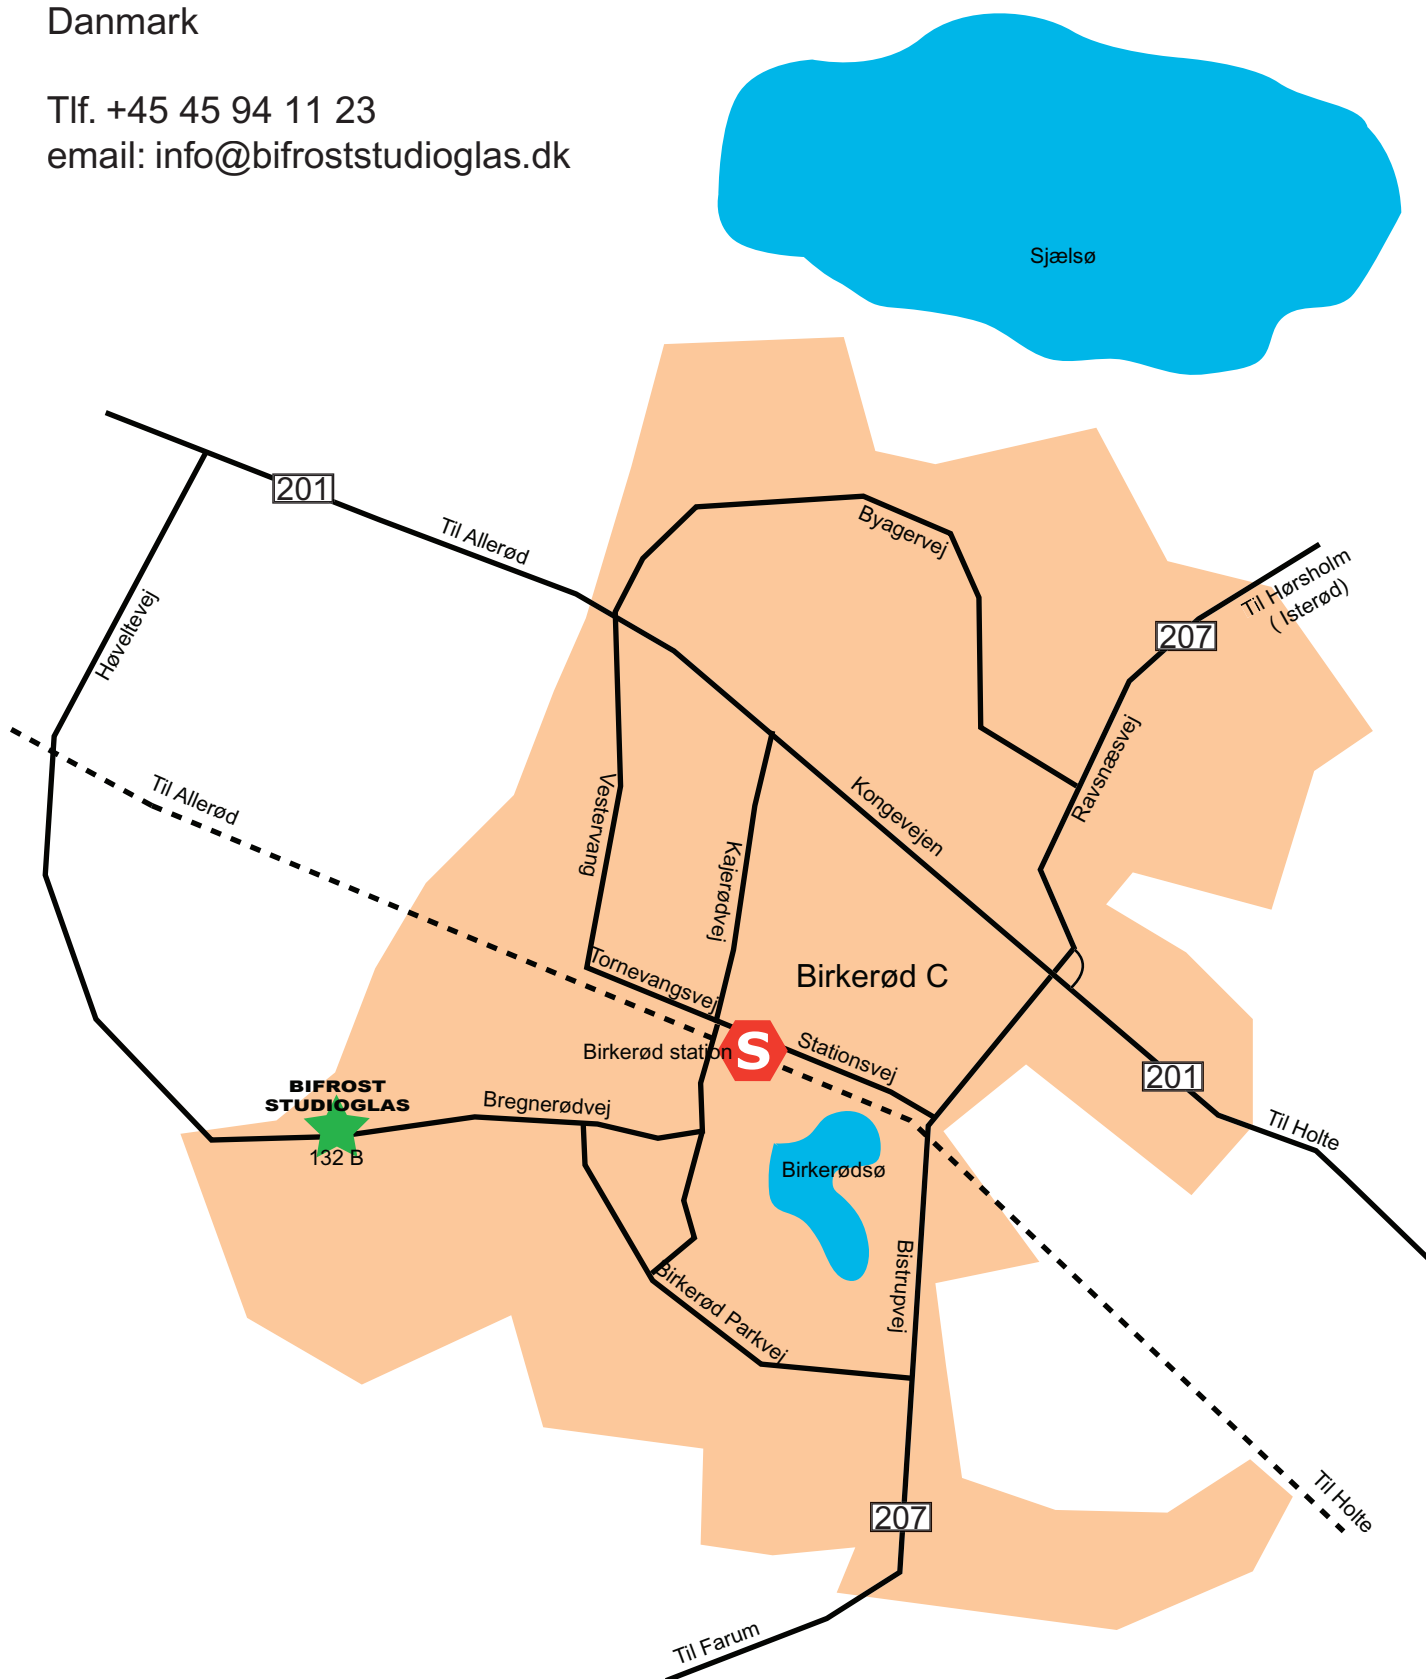 Danmark
Tlf. +45 45 94 11 23
email: info@bifroststudioglas.dk
Sjælsø
201
Til Allerød
Byagervej
Til Hørsholm
( Isterød)
207
Høveltevej
Ravsnæsvej
Til Allerød
Vestervang
Kongevejen
Kajerødvej
Tornevangsvej
Birkerød C
Birkerød station
S
Stationsvej
201
BIFROST
STUDIOGLAS
132 B
Bregnerødvej
Til Holte
Birkerødsø
Bistrupvej
Birkerød Parkvej
207
Til Holte
Til Farum